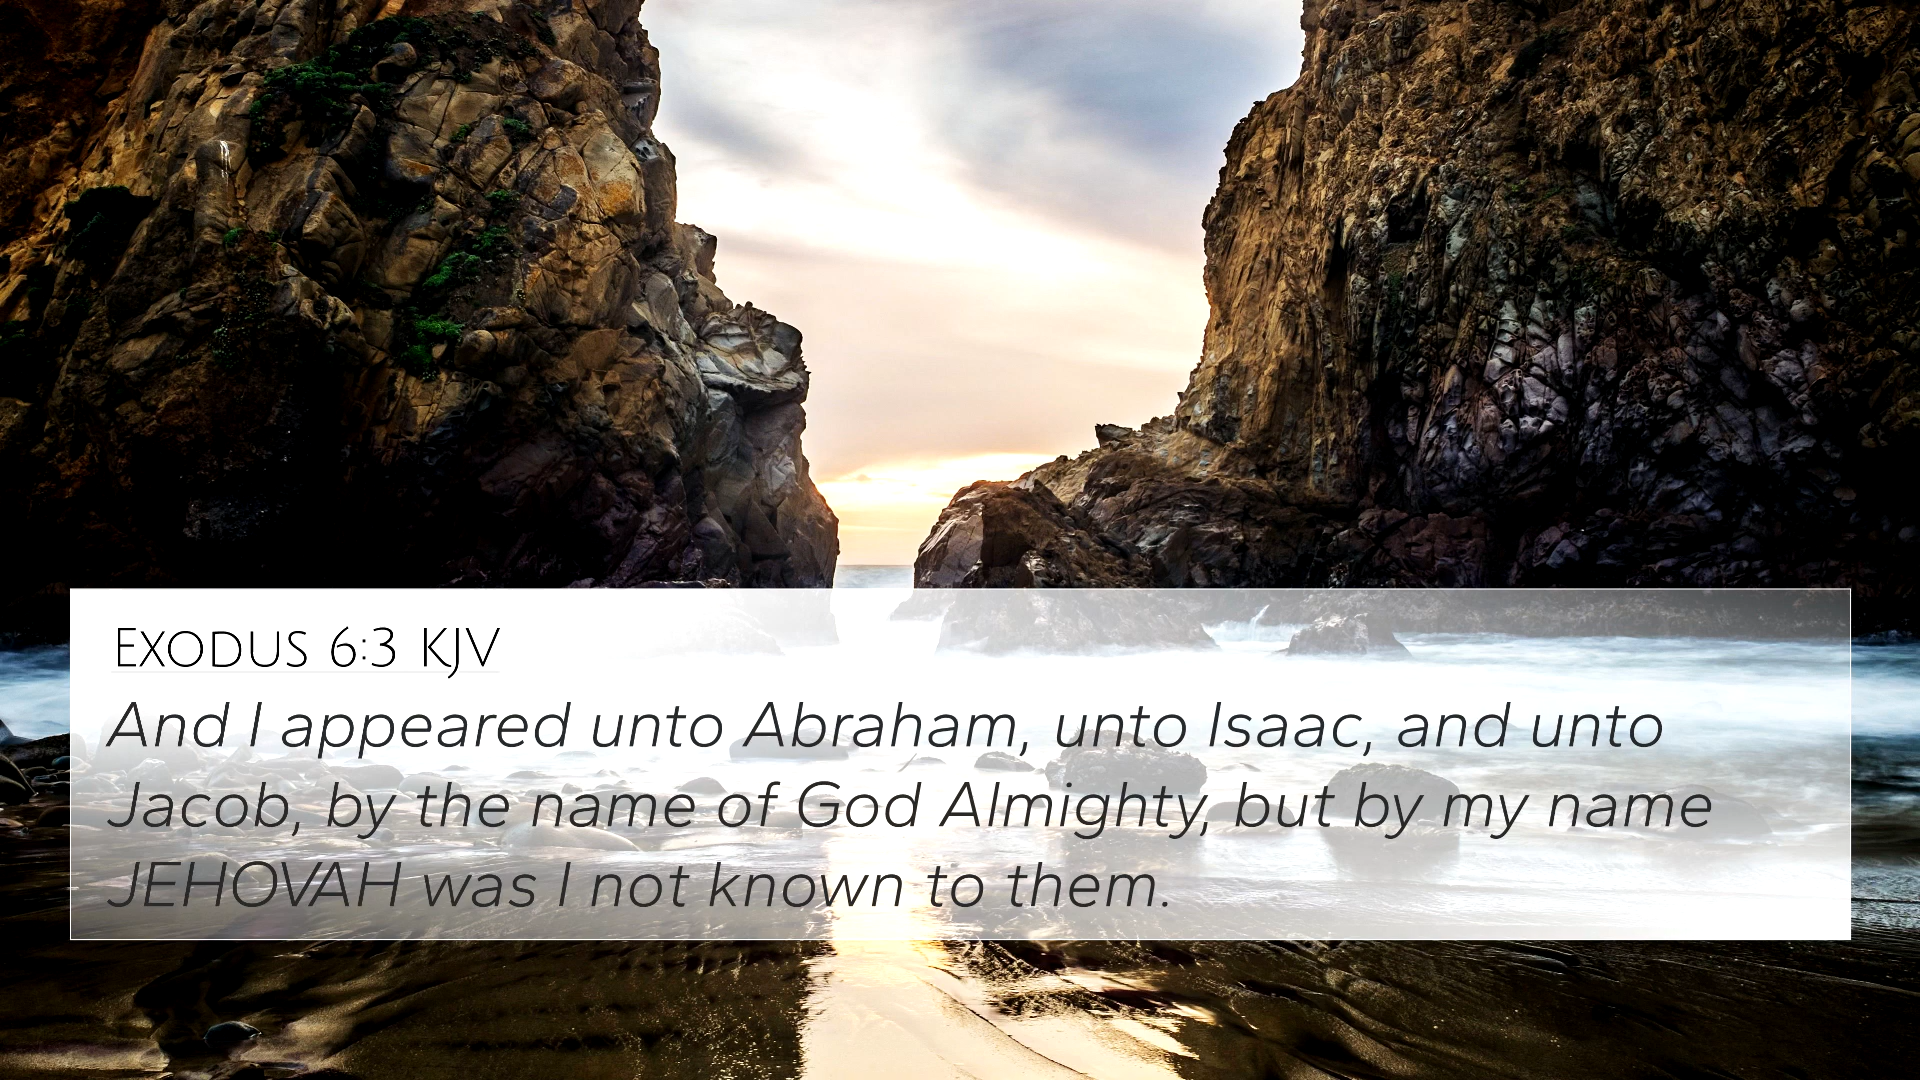 Exodus 6:3 KJV
And I appeared unto Abraham, unto Isaac, and unto
Jacob, by the name of God Almighty, but by my name
JEHOVAH was I not known to them.